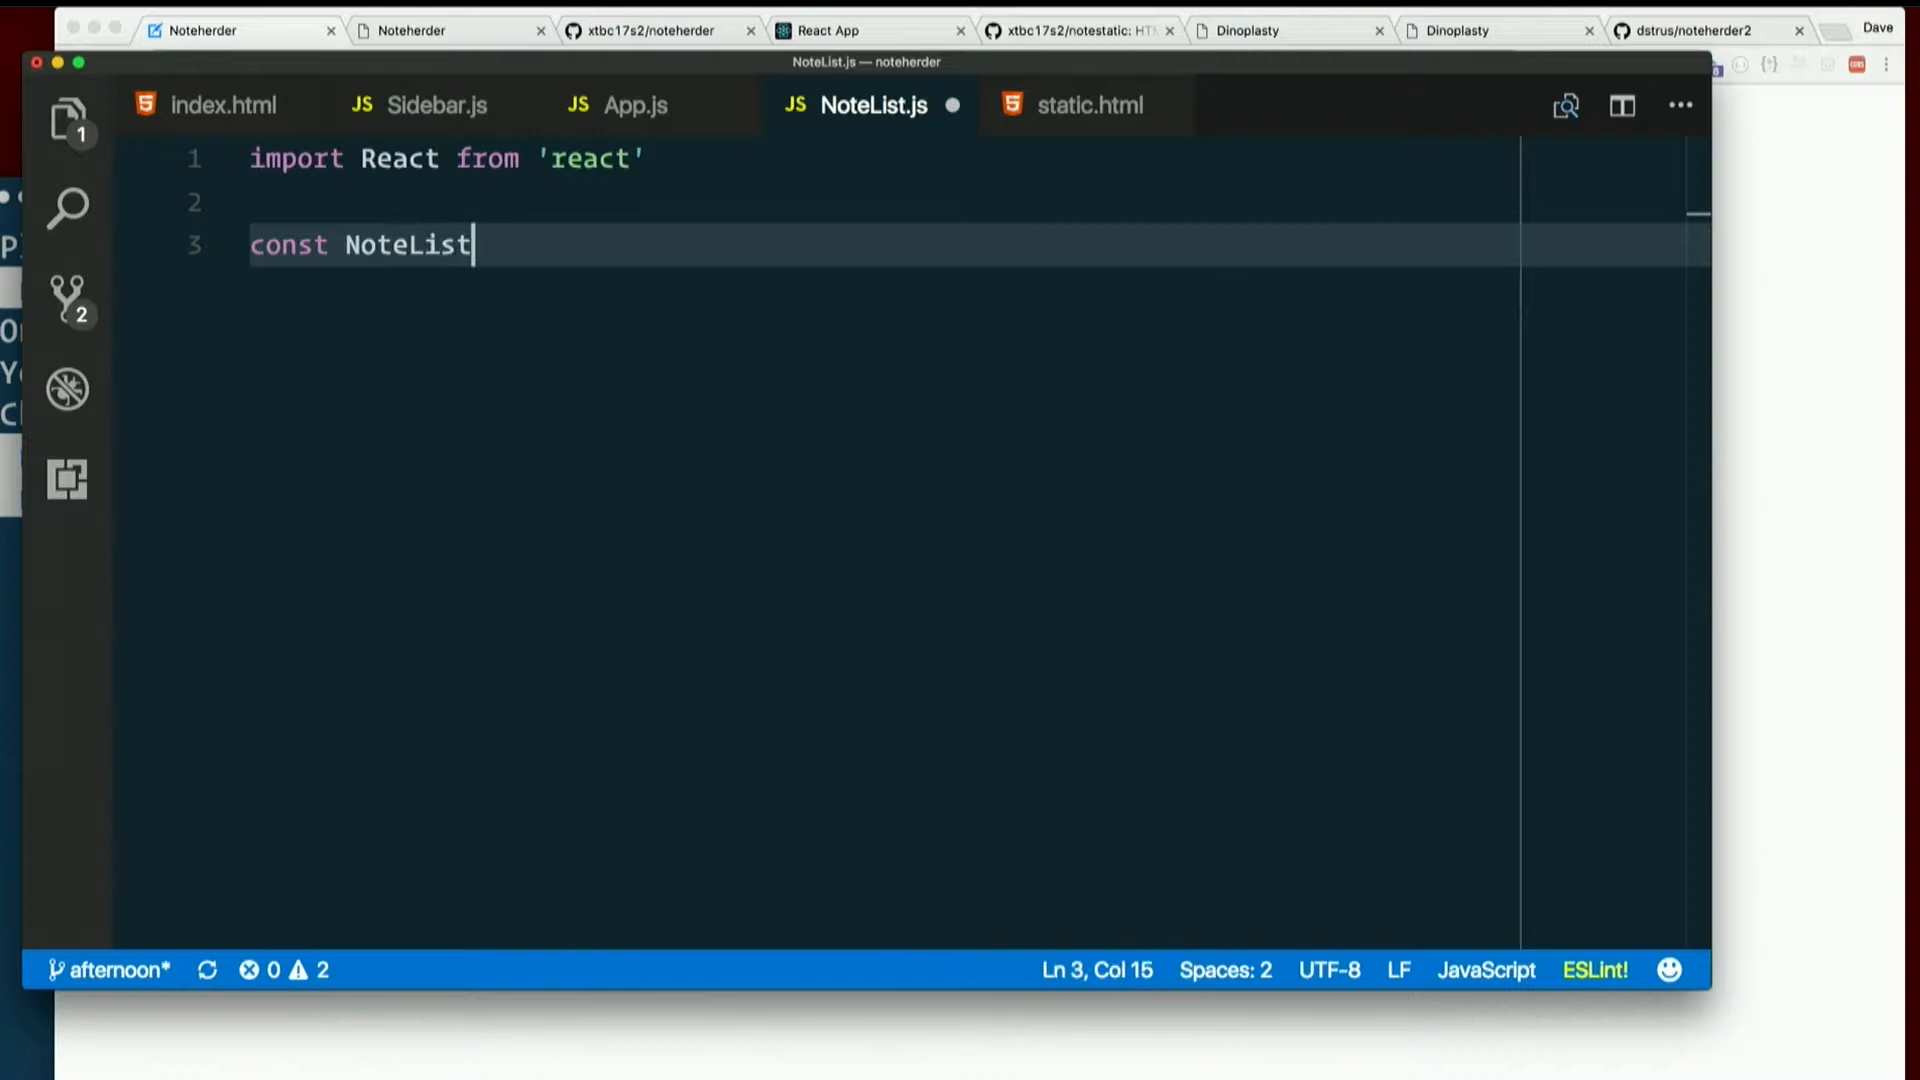 Noteherder
Noteherder
xtbc17s2/noteherder
React App
xtbc17s2/notestatic: HT
Dinoplasty
Dinoplasty
dstrus/noteherder2
Dave
NoteList.js — noteherder
index.html
JS Sidebar.js
JS App.js
JS NoteList.js
static.html
1
2
1 import React from 'react'
2
3 const NoteList
afternoon*
0
2
Ln 3, Col 15
Spaces: 2
UTF-8
LF
JavaScript
ESLint!